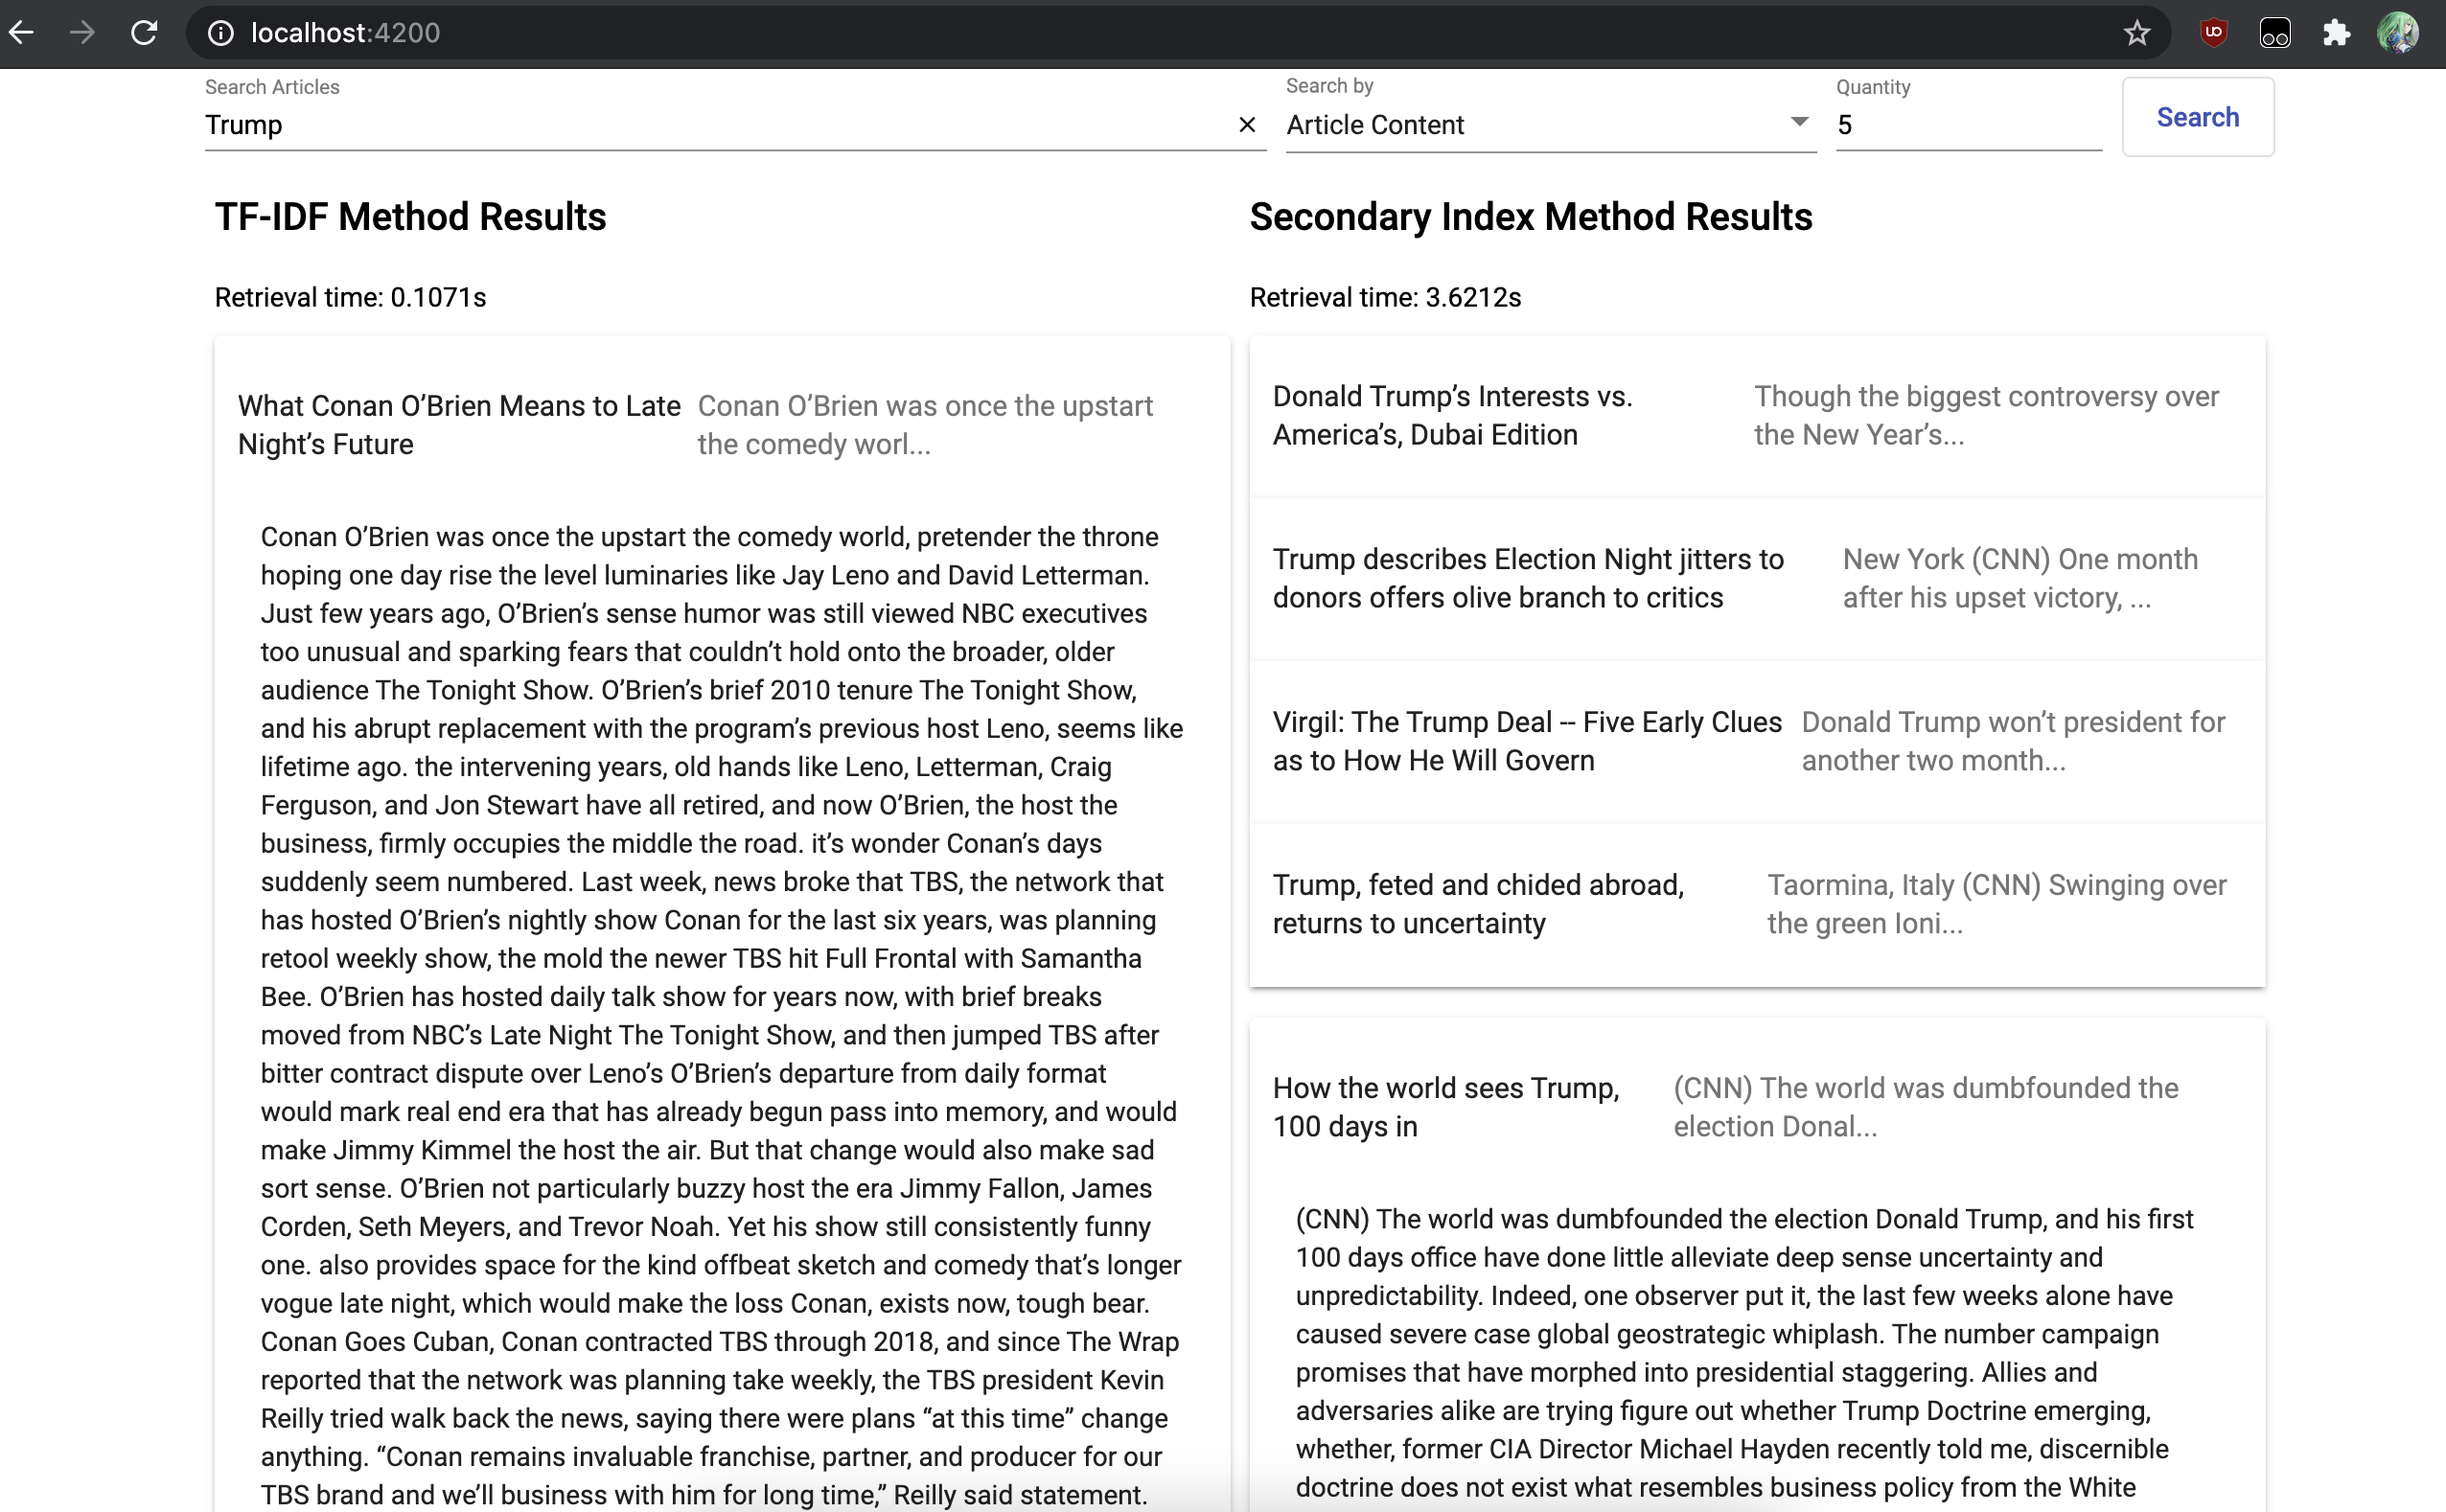 localhost:4200
Search Articles
Trump
Search by
Article Content
Quantity
5
Search
TF-IDF Method Results
Retrieval time: 0.1071s
What Conan O’Brien Means to Late
Night’s Future
Conan O’Brien was once the upstart
the comedy worl...
Conan O’Brien was once the upstart the comedy world, pretender the throne
hoping one day rise the level luminaries like Jay Leno and David Letterman.
Just few years ago, O’Brien’s sense humor was still viewed NBC executives
too unusual and sparking fears that couldn’t hold onto the broader, older
audience The Tonight Show. O’Brien’s brief 2010 tenure The Tonight Show,
and his abrupt replacement with the program’s previous host Leno, seems like
lifetime ago. the intervening years, old hands like Leno, Letterman, Craig
Ferguson, and Jon Stewart have all retired, and now O’Brien, the host the
business, firmly occupies the middle the road. it’s wonder Conan’s days
suddenly seem numbered. Last week, news broke that TBS, the network that
has hosted O’Brien’s nightly show Conan for the last six years, was planning
retool weekly show, the mold the newer TBS hit Full Frontal with Samantha
Bee. O’Brien has hosted daily talk show for years now, with brief breaks
moved from NBC’s Late Night The Tonight Show, and then jumped TBS after
bitter contract dispute over Leno’s O’Brien’s departure from daily format
would mark real end era that has already begun pass into memory, and would
make Jimmy Kimmel the host the air. But that change would also make sad
sort sense. O’Brien not particularly buzzy host the era Jimmy Fallon, James
Corden, Seth Meyers, and Trevor Noah. Yet his show still consistently funny
one. also provides space for the kind offbeat sketch and comedy that’s longer
vogue late night, which would make the loss Conan, exists now, tough bear.
Conan Goes Cuban, Conan contracted TBS through 2018, and since The Wrap
reported that the network was planning take weekly, the TBS president Kevin
Reilly tried walk back the news, saying there were plans “at this time” change
anything. “Conan remains invaluable franchise, partner, and producer for our
TBS brand and we’ll business with him for long time,” Reilly said statement.
Secondary Index Method Results
Retrieval time: 3.6212s
Donald Trump’s Interests vs.
America’s, Dubai Edition
Though the biggest controversy over
the New Year’s...
Trump describes Election Night jitters to
donors offers olive branch to critics
New York (CNN) One month
after his upset victory, ...
Virgil: The Trump Deal -- Five Early Clues
as to How He Will Govern
Donald Trump won’t president for
another two month...
Trump, feted and chided abroad,
returns to uncertainty
Taormina, Italy (CNN) Swinging over
the green Ioni...
How the world sees Trump,
100 days in
(CNN) The world was dumbfounded the
election Donal...
(CNN) The world was dumbfounded the election Donald Trump, and his first
100 days office have done little alleviate deep sense uncertainty and
unpredictability. Indeed, one observer put it, the last few weeks alone have
caused severe case global geostrategic whiplash. The number campaign
promises that have morphed into presidential staggering. Allies and
adversaries alike are trying figure out whether Trump Doctrine emerging,
whether, former CIA Director Michael Hayden recently told me, discernible
doctrine does not exist what resembles business policy from the White